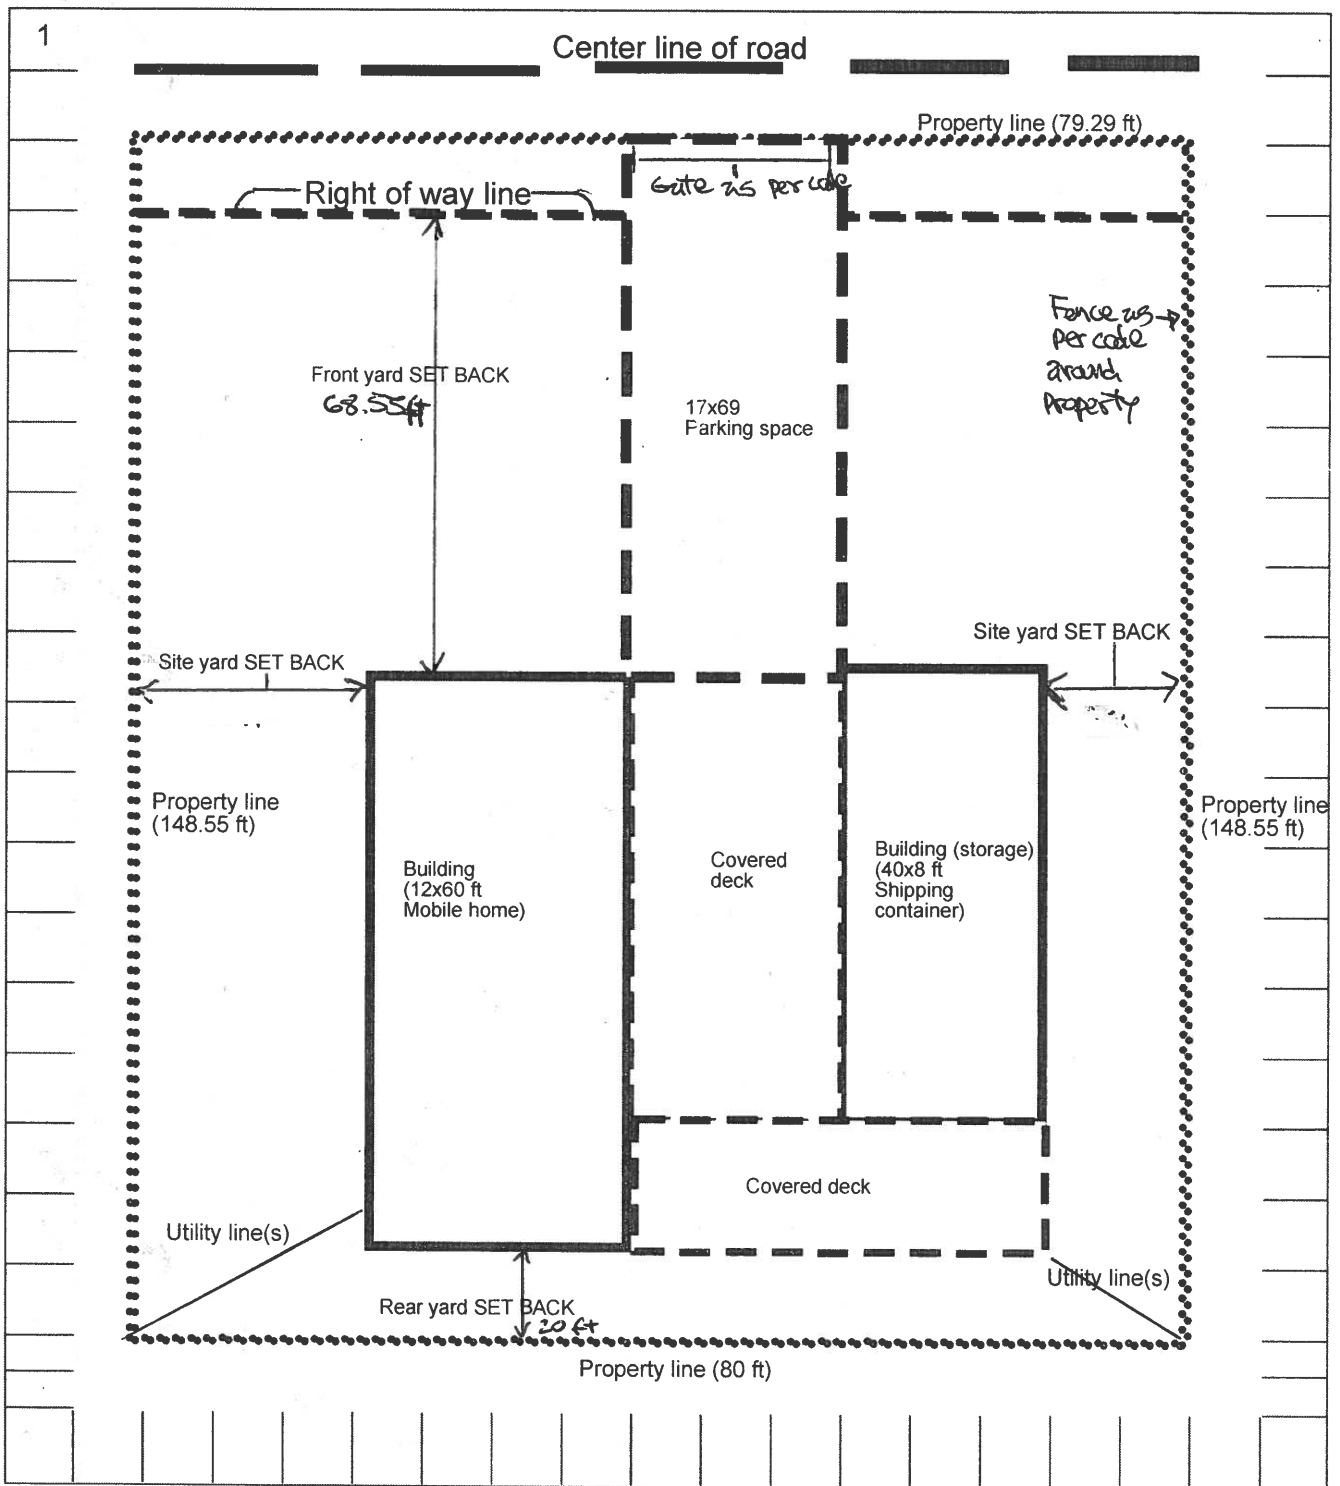 1
Center line of road
Property line (79.29 ft)
Gate as per code
Right of way line
Fence as
per code
around
property
Front yard SET BACK
68.55ft
17x69
Farking space
Site yard SET BACK
Site yard SET BACK
Property line
(148.55 ft)
Property line
(148.55 ft)
Building
(12x60 ft
Mobile home)
Covered
deck
Building (storage)
(40x8 ft
Shipping
container)
Covered deck
Utility line(s)
Utility line(s)
Rear yard SET BACK
20 ft
Property line (80 ft)